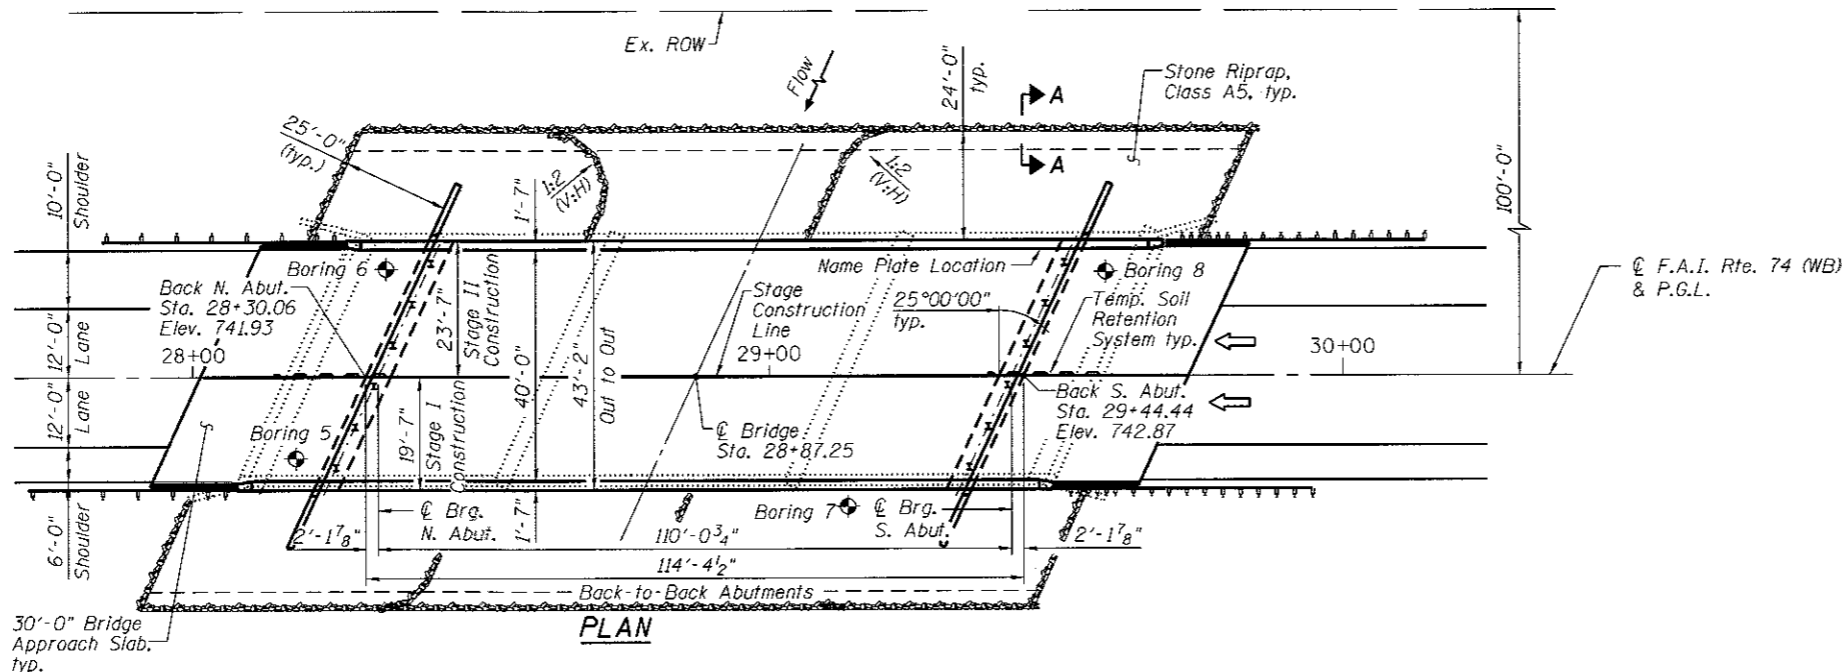 Ex. ROW
Flow
24'-0"
typ.
A
A
Stone Riprap,
Class A5, typ.
25'-0"
(typ.)
1:2
(V:H)
1:2
(V:H)
100'-0"
10'-0"
Shoulder
1'-7"
Boring 6
Name Plate Location
Boring 8
℄ F.A.I. Rte. 74 (WB)
& P.G.L.
Back N. Abut.
Sta. 28+30.06
Elev. 741.93
28+00
23'-7"
Stage II
Construction
Stage
Construction
Line
29+00
25°00'00"
typ.
Temp. Soil
Retention
System typ.
30+00
12'-0"
Lane
12'-0"
Lane
40'-0"
43'-2"
Out to Out
Back S. Abut.
Sta. 29+44.44
Elev. 742.87
Boring 5
19'-7"
Stage I
Construction
℄ Bridge
Sta. 28+87.25
6'-0"
Shoulder
℄ Brg.
N. Abut.
1'-7"
Boring 7
℄ Brg.
S. Abut.
2'-1⅞"
110'-0¾"
2'-1⅞"
114'-4½"
Back-to-Back Abutments
30'-0" Bridge
Approach Slab,
typ.
PLAN